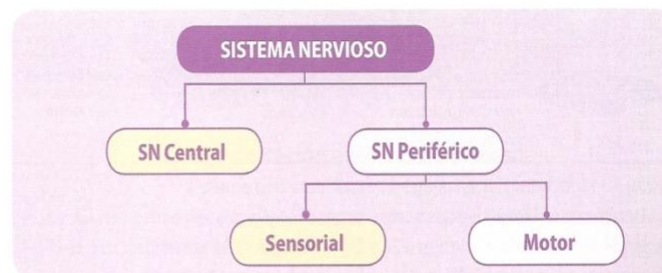 SISTEMA NERVIOSO
SN Central
SN Periférico
Sensorial
Motor